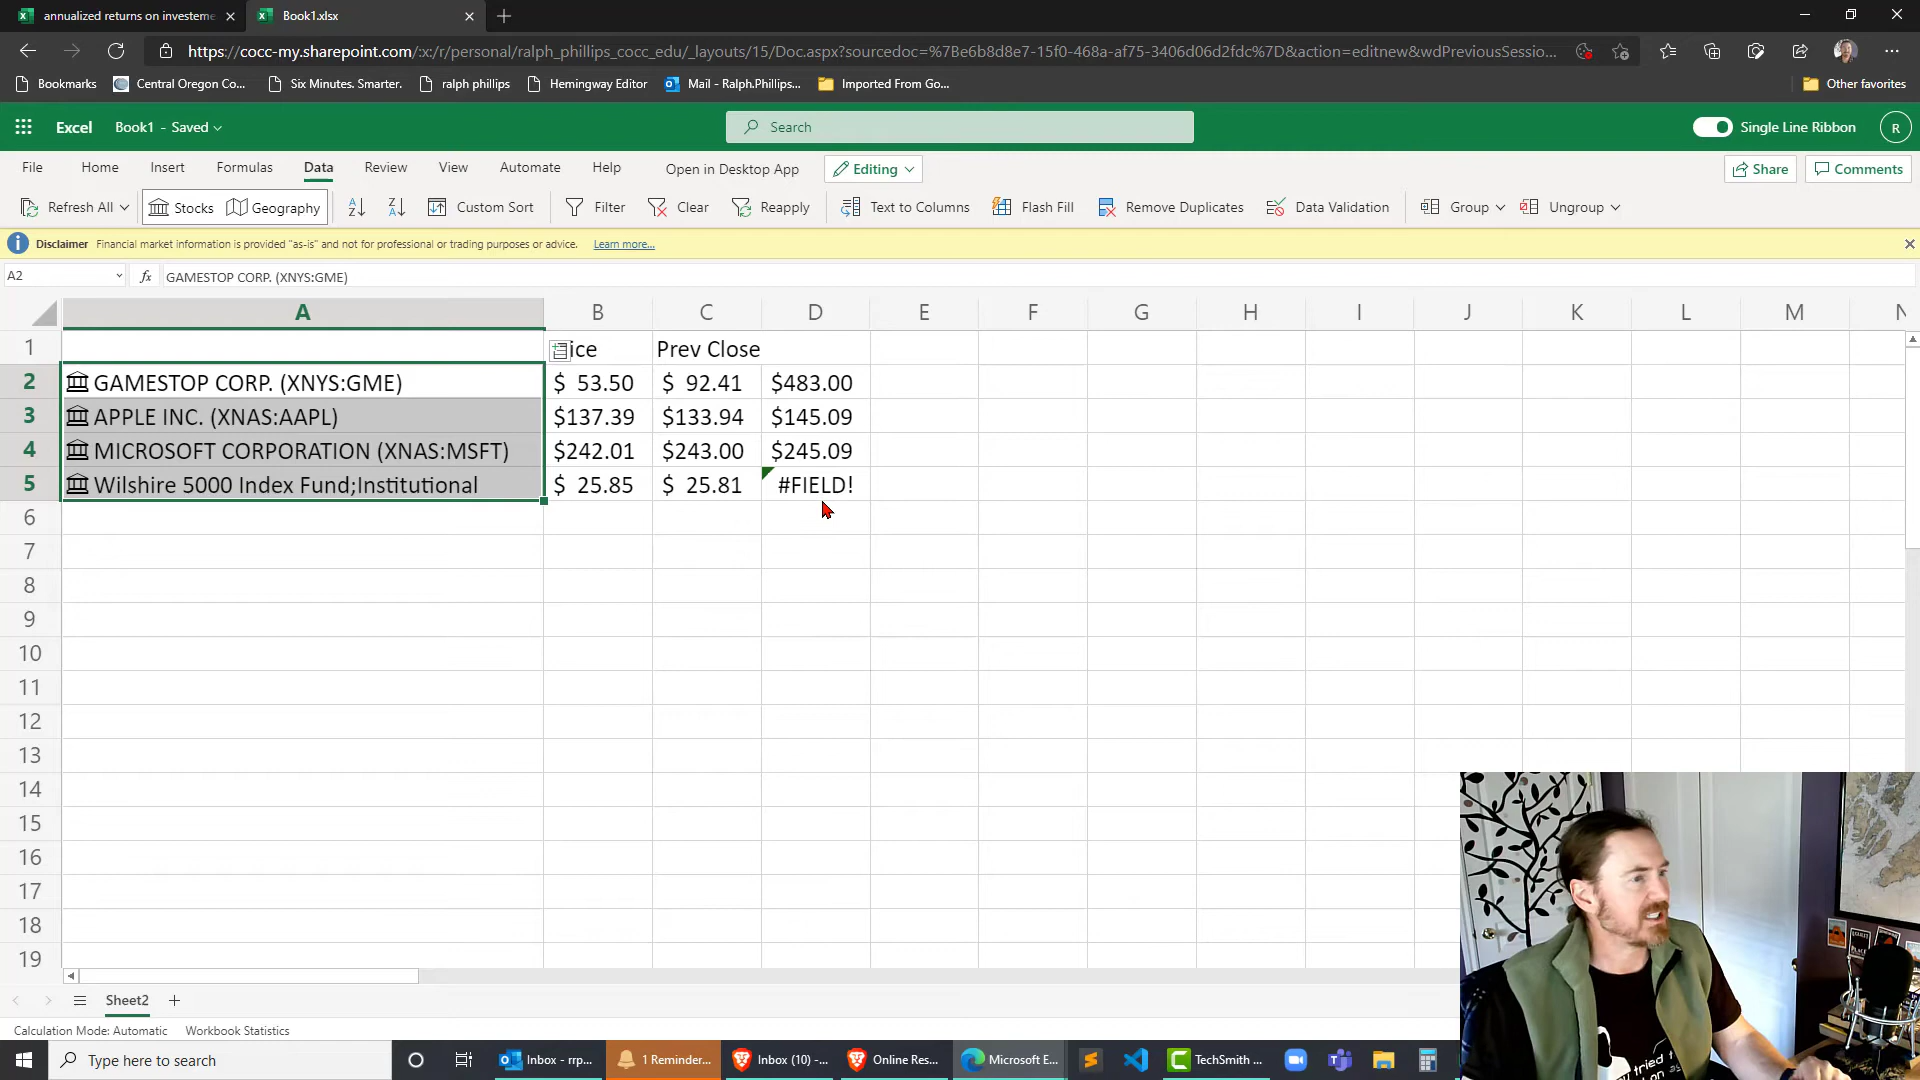 annualized returns on investeme
Book1.xlsx
https://cocc-my.sharepoint.com/:x:/r/personal/ralph_phillips_cocc_edu/_layouts/15/Doc.aspx?sourcedoc=%7Be6b8d8e7-15f0-468a-af75-3406d06d2fdc%7D&action=editnew&wdPreviousSessio...
Bookmarks
Central Oregon Co...
Six Minutes. Smarter.
ralph phillips
Hemingway Editor
Mail - Ralph.Phillips...
Imported From Go...
Other favorites
Excel
Book1 - Saved
Search
Single Line Ribbon
R
File Home Insert Formulas Data Review View Automate Help Open in Desktop App Editing Share Comments
Refresh All Stocks Geography Custom Sort Filter Clear Reapply Text to Columns Flash Fill Remove Duplicates Data Validation Group Ungroup
Disclaimer Financial market information is provided "as-is" and not for professional or trading purposes or advice. Learn more...
A2 fx GAMESTOP CORP. (XNYS:GME)
A B C D E F G H I J K L M N
1 ice Prev Close
2 GAMESTOP CORP. (XNYS:GME) $ 53.50 $ 92.41 $483.00
3 APPLE INC. (XNAS:AAPL) $137.39 $133.94 $145.09
4 MICROSOFT CORPORATION (XNAS:MSFT) $242.01 $243.00 $245.09
5 Wilshire 5000 Index Fund;Institutional $ 25.85 $ 25.81 #FIELD!
6
7
8
9
10
11
12
13
14
15
16
17
18
19
Sheet2
Calculation Mode: Automatic Workbook Statistics
Type here to search
Inbox - rrp...
1 Reminder...
Inbox (10) -...
Online Res...
Microsoft E...
TechSmith ...